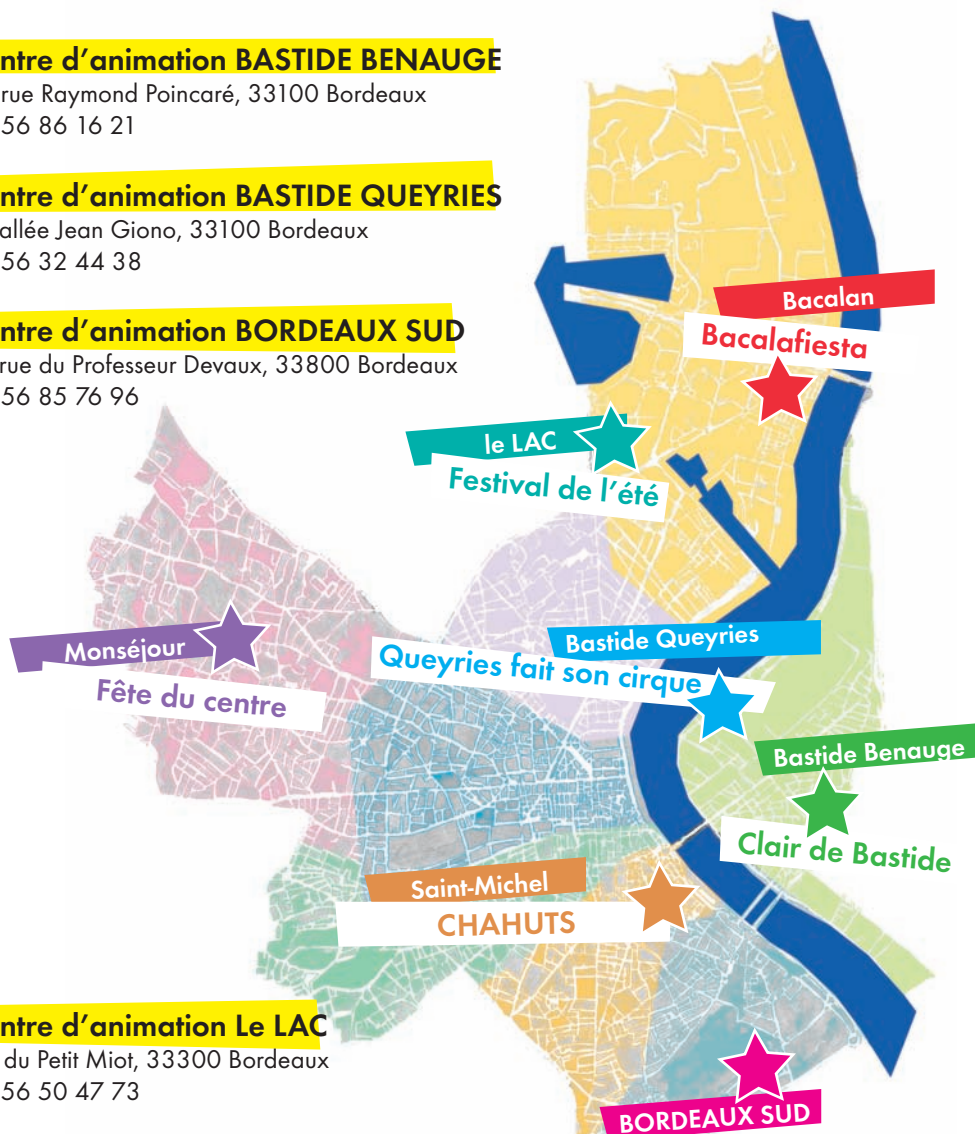 ntre d'animation BASTIDE BENAUGE
rue Raymond Poincaré, 33100 Bordeaux
56 86 16 21
ntre d'animation BASTIDE QUEYRIES
allée Jean Giono, 33100 Bordeaux
56 32 44 38
ntre d'animation BORDEAUX SUD
rue du Professeur Devaux, 33800 Bordeaux
56 85 76 96
Bacalan
Bacalafiesta
le LAC
Festival de l'été
Monséjour
Fête du centre
Bastide Queyries
Queyries fait son cirque
Bastide Benauge
Clair de Bastide
Saint-Michel
CHAHUTS
ntre d'animation Le LAC
du Petit Miot, 33300 Bordeaux
56 50 47 73
BORDEAUX SUD